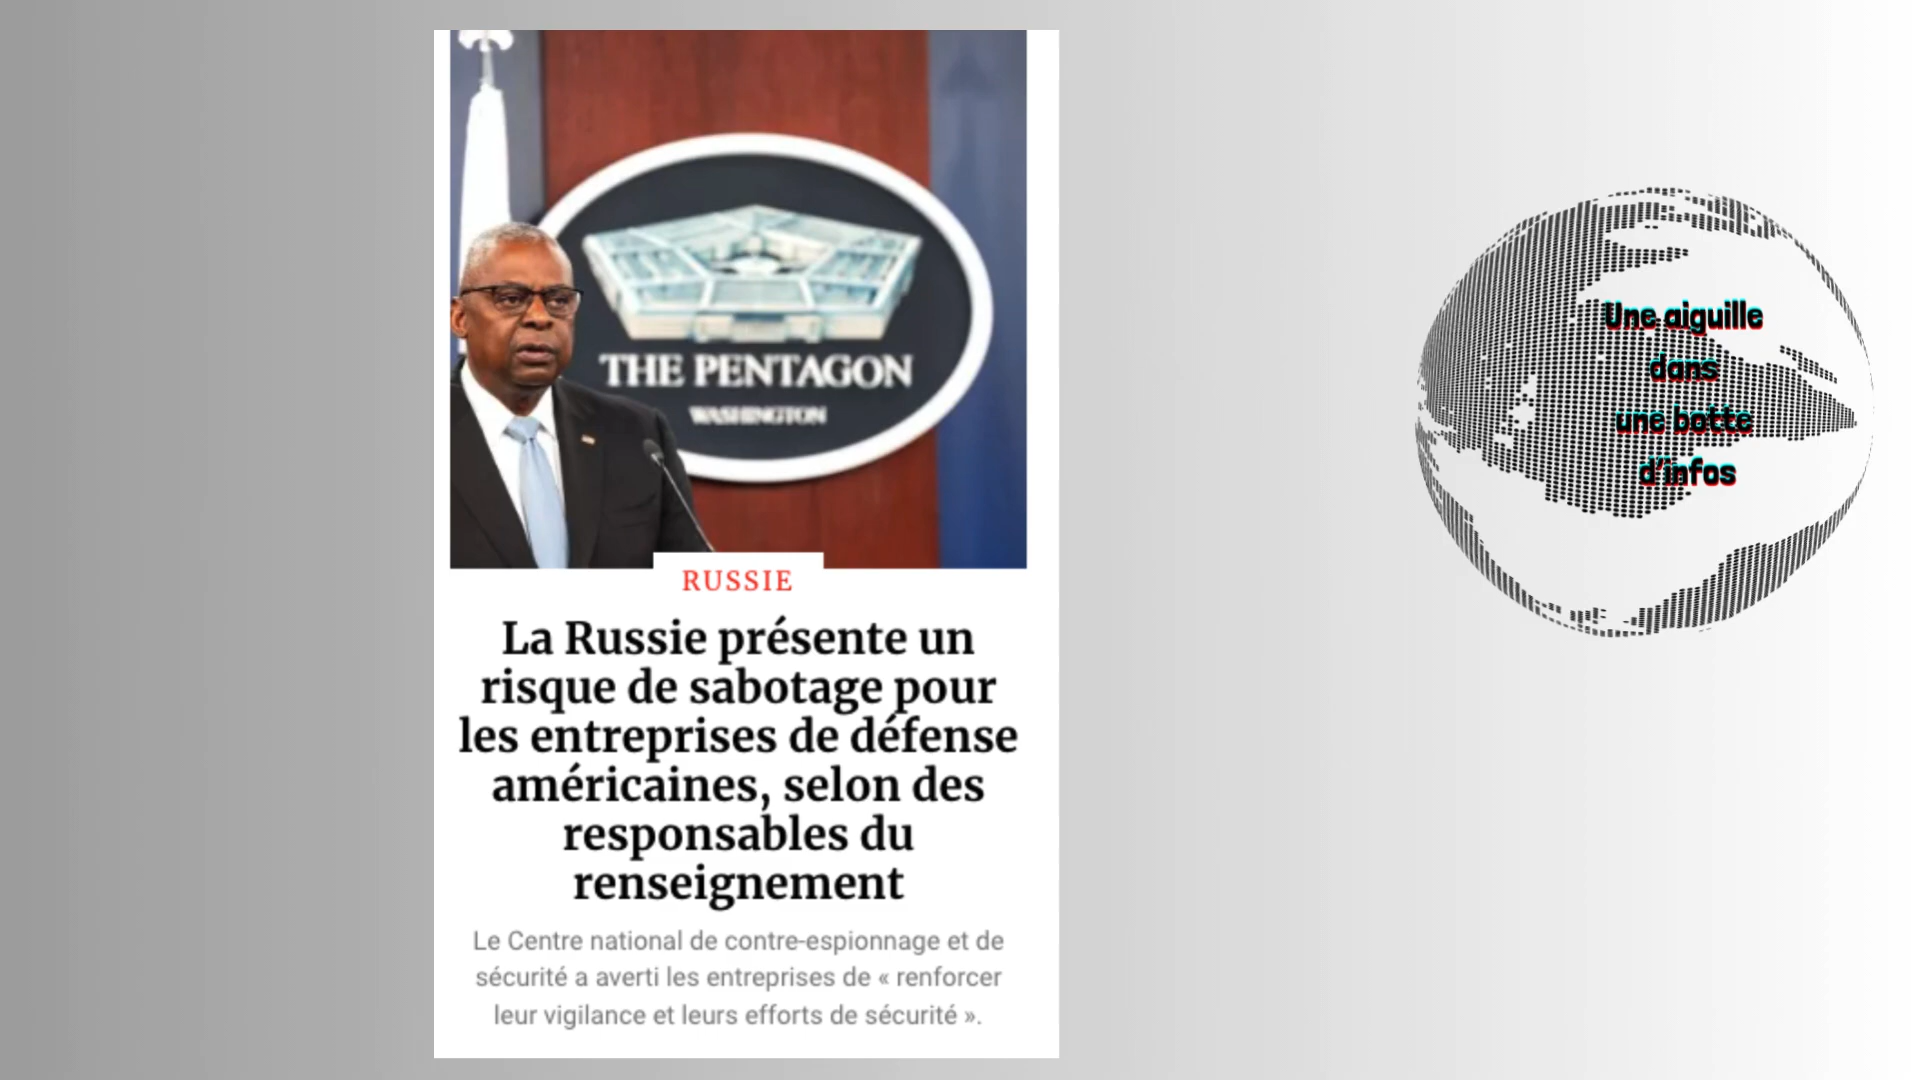 THE PENTAGON
WASHINGTON
RUSSIE
La Russie présente un
risque de sabotage pour
les entreprises de défense
américaines, selon des
responsables du
renseignement
Le Centre national de contre-espionnage et de
sécurité a averti les entreprises de « renforcer
leur vigilance et leurs efforts de sécurité ».
Une aiguille
dans
une botte
d'infos